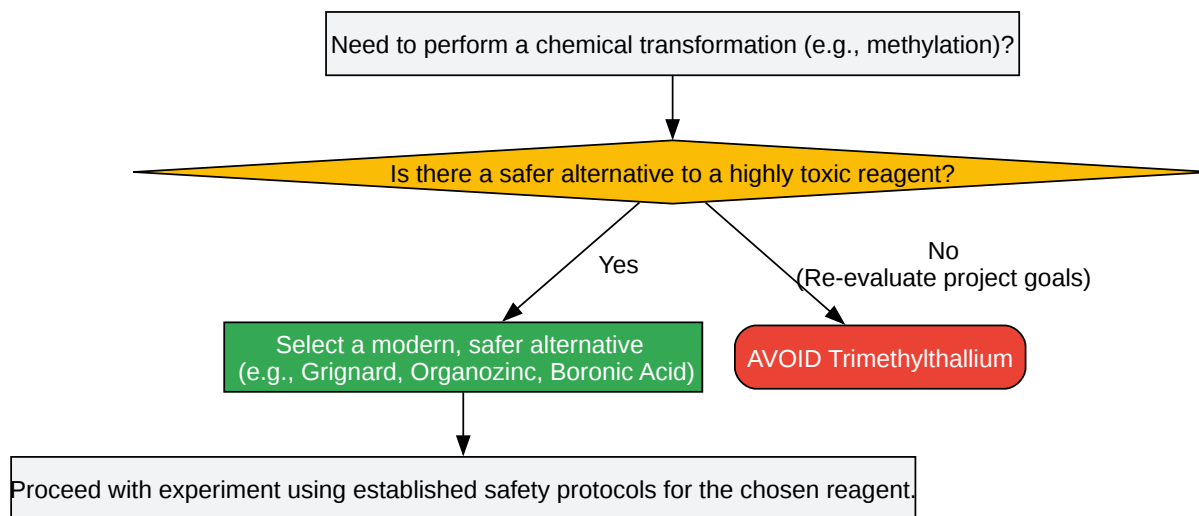 Need to perform a chemical transformation (e.g., methylation)?
Is there a safer alternative to a highly toxic reagent?
Yes
No
(Re-evaluate project goals)
Select a modern, safer alternative
(e.g., Grignard, Organozinc, Boronic Acid)
AVOID Trimethylthallium
Proceed with experiment using established safety protocols for the chosen reagent.